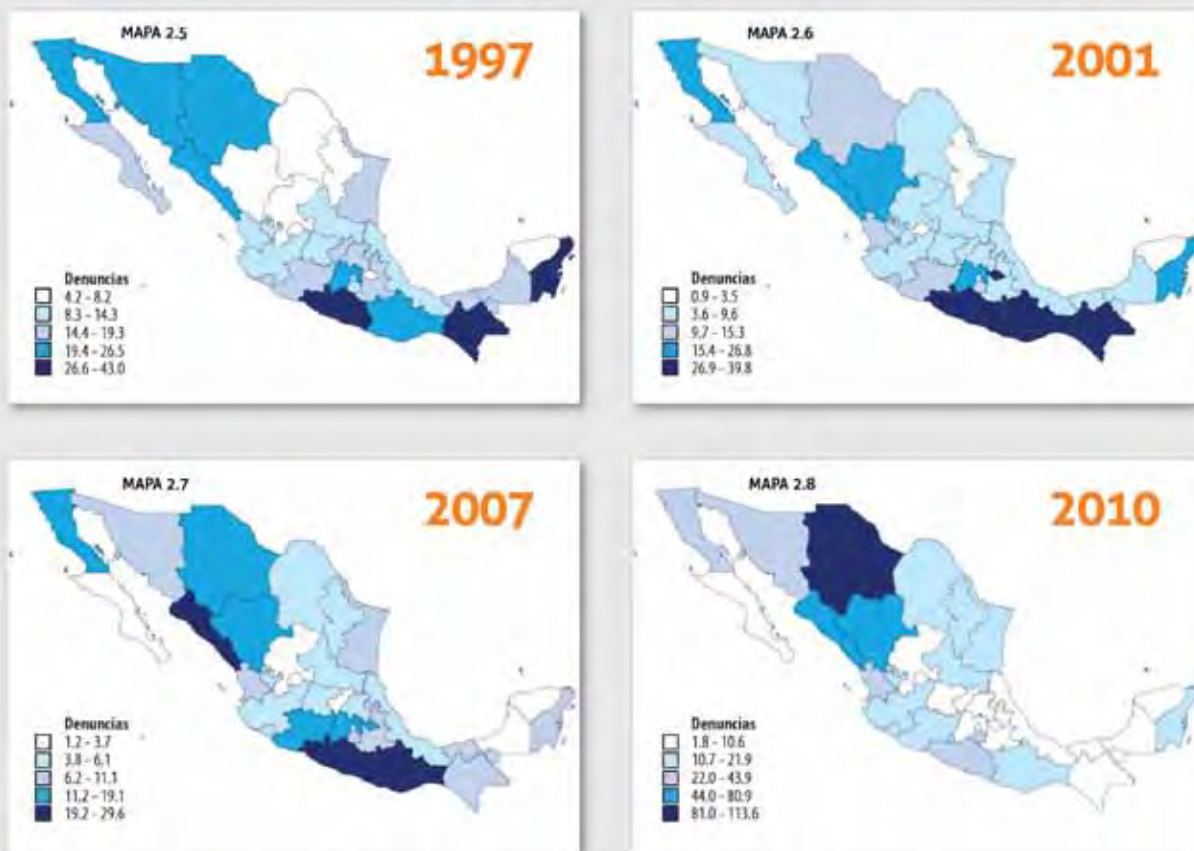 MAPA 2.5
1997
Denuncias
4.2 - 8.2
8.3 - 14.3
14.4 - 19.3
19.4 - 26.5
26.6 - 43.0
MAPA 2.6
2001
Denuncias
0.9 - 3.5
3.6 - 9.6
9.7 - 15.3
15.4 - 26.8
26.9 - 39.8
MAPA 2.7
2007
Denuncias
1.2 - 3.7
3.8 - 6.1
6.2 - 11.1
11.2 - 19.1
19.2 - 29.6
MAPA 2.8
2010
Denuncias
1.8 - 10.6
10.7 - 21.9
22.0 - 43.9
44.0 - 80.9
81.0 - 113.6